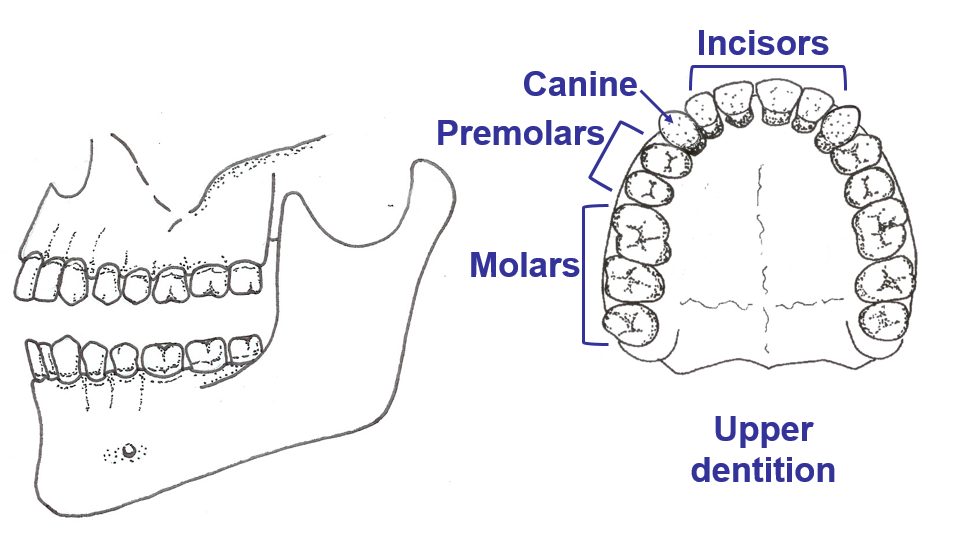 Incisors
Canine
Premolars
Molars
Upper
dentition